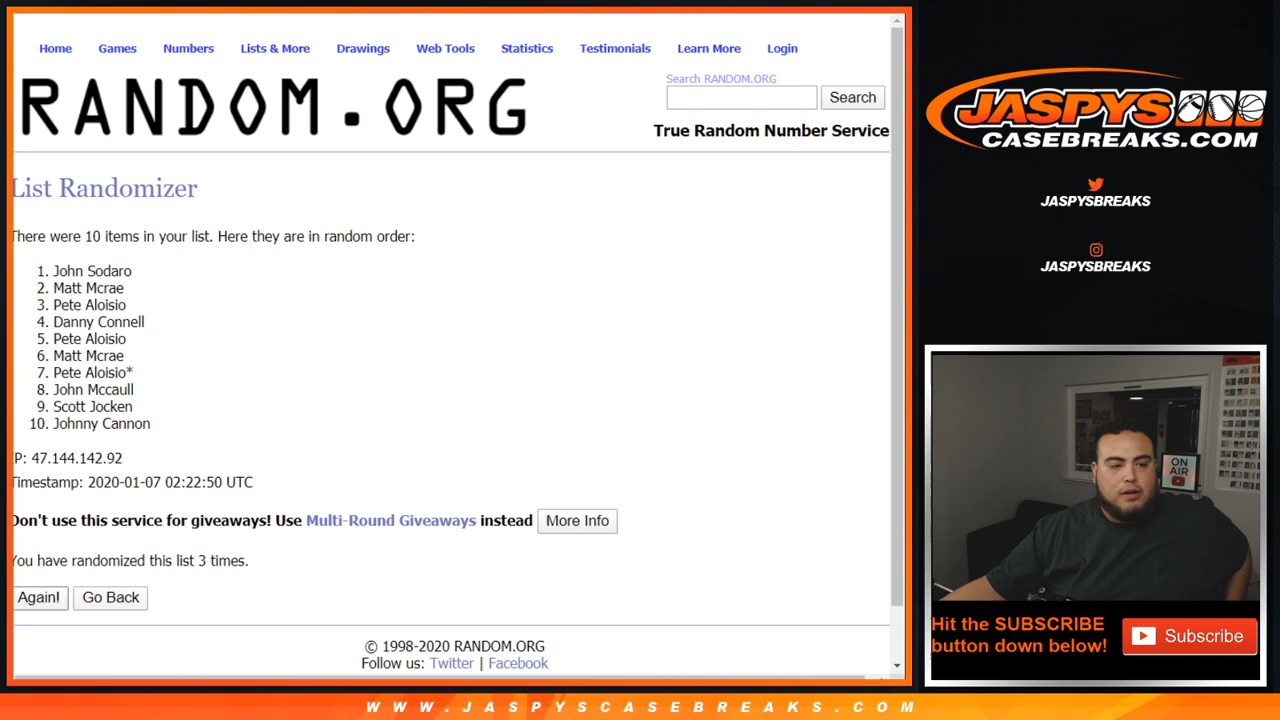 Home Games Numbers Lists & More Drawings Web Tools Statistics Testimonials Learn More Login
RANDOM.ORG
Search RANDOM.ORG
Search
True Random Number Service
List Randomizer
There were 10 items in your list. Here they are in random order:
1. John Sodaro
2. Matt Mcrae
3. Pete Aloisio
4. Danny Connell
5. Pete Aloisio
6. Matt Mcrae
7. Pete Aloisio*
8. John Mccaull
9. Scott Jocken
10. Johnny Cannon
IP: 47.144.142.92
Timestamp: 2020-01-07 02:22:50 UTC
Don't use this service for giveaways! Use Multi-Round Giveaways instead More Info
You have randomized this list 3 times.
Again! Go Back
© 1998-2020 RANDOM.ORG
Follow us: Twitter | Facebook
JASPYS
CASEBREAKS.COM
JASPYSBREAKS
JASPYSBREAKS
ON
AIR
Hit the SUBSCRIBE
button down below!
Subscribe
WWW.JASPYSCASEBREAKS.COM